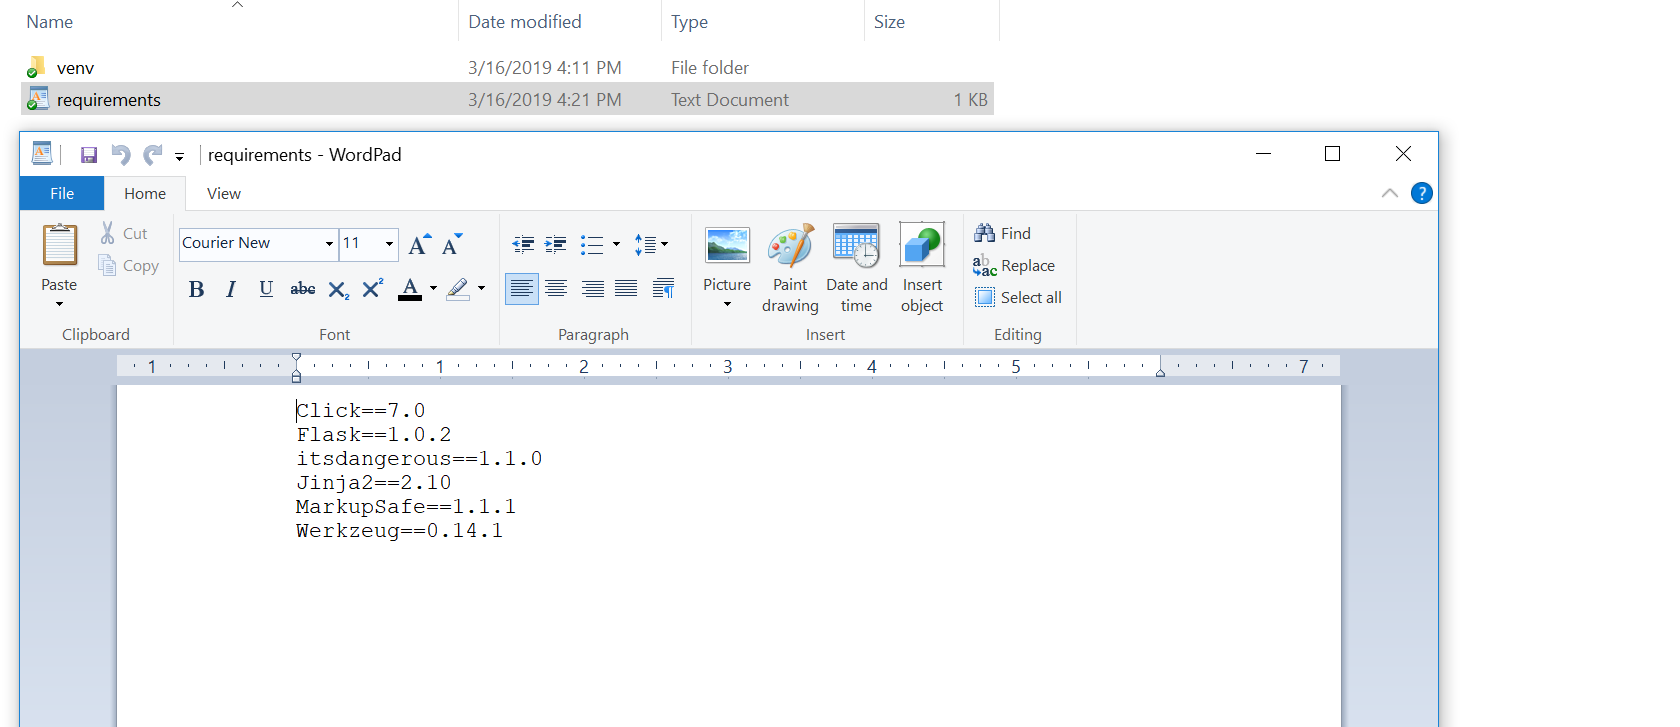 Name Date modified Type Size
venv 3/16/2019 4:11 PM File folder
requirements 3/16/2019 4:21 PM Text Document 1 KB
requirements - WordPad
File Home View ?
Paste Cut Copy
Clipboard
Courier New 11 A A
B I U abc X2 X2 A
Font
Paragraph
Picture Paint drawing Date and time Insert object
Insert
Find
ab ac Replace
Select all
Editing
1 1 2 3 4 5 7
Click==7.0
Flask==1.0.2
itsdangerous==1.1.0
Jinja2==2.10
MarkupSafe==1.1.1
Werkzeug==0.14.1